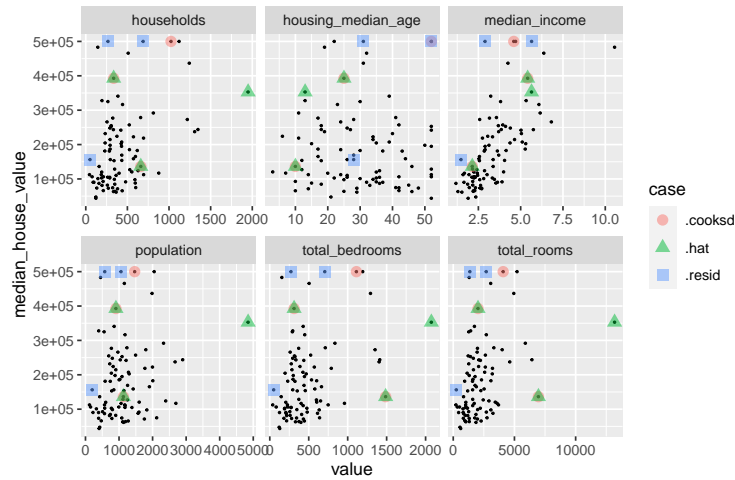 households housing_median_age median_income
5e+05
4e+05
3e+05
2e+05
1e+05
0 500 1000 1500 2000 10 20 30 40 50 2.5 5.0 7.5 10.0
population total_bedrooms total_rooms
5e+05
4e+05
3e+05
2e+05
1e+05
0 1000 2000 3000 4000 5000 0 500 1000 1500 2000 0 5000 10000
median_house_value
value
case
.cooksd
.hat
.resid